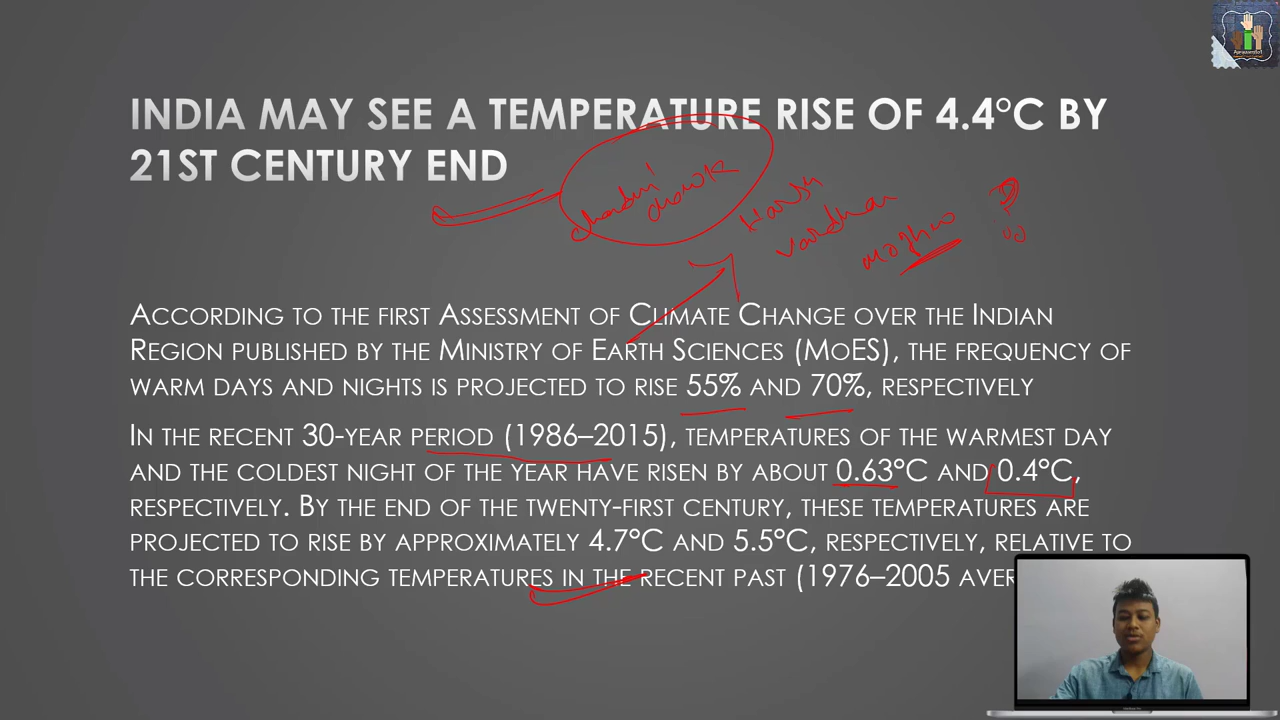 INDIA MAY SEE A TEMPERATURE RISE OF 4.4°C BY
21ST CENTURY END
chandni
chowk
Harsh
vardhan
?
ACCORDING TO THE FIRST ASSESSMENT OF CLIMATE CHANGE OVER THE INDIAN
REGION PUBLISHED BY THE MINISTRY OF EARTH SCIENCES (MOES), THE FREQUENCY OF
WARM DAYS AND NIGHTS IS PROJECTED TO RISE 55% AND 70%, RESPECTIVELY
IN THE RECENT 30-YEAR PERIOD (1986–2015), TEMPERATURES OF THE WARMEST DAY
AND THE COLDEST NIGHT OF THE YEAR HAVE RISEN BY ABOUT 0.63°C AND 0.4°C,
RESPECTIVELY. BY THE END OF THE TWENTY-FIRST CENTURY, THESE TEMPERATURES ARE
PROJECTED TO RISE BY APPROXIMATELY 4.7°C AND 5.5°C, RESPECTIVELY, RELATIVE TO
THE CORRESPONDING TEMPERATURES IN THE RECENT PAST (1976–2005 AVER